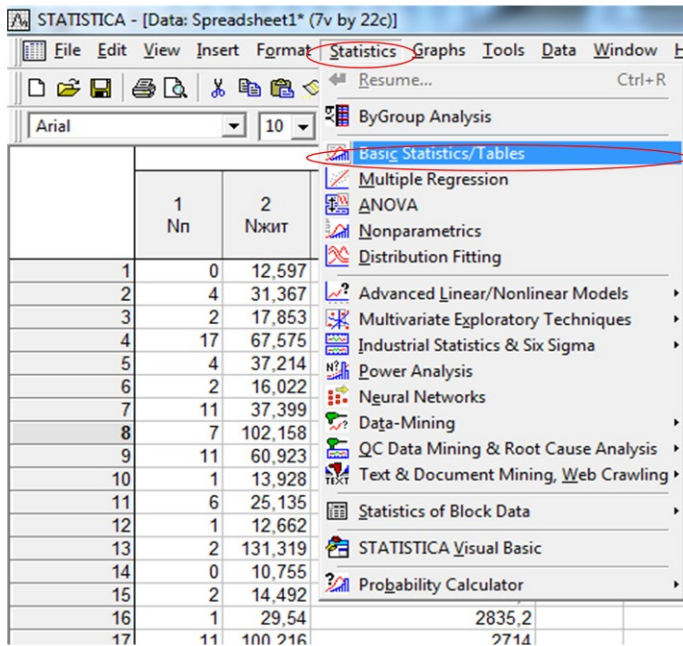 STATISTICA - [Data: Spreadsheet1* (7v by 22c)]
File Edit View Insert Format Statistics Graphs Tools Data Window
Arial 10
Resume... Ctrl+R
ByGroup Analysis
Basic Statistics/Tables
Multiple Regression
ANOVA
Nonparametrics
Distribution Fitting
Advanced Linear/Nonlinear Models
Multivariate Exploratory Techniques
Industrial Statistics & Six Sigma
Power Analysis
Neural Networks
Data-Mining
QC Data Mining & Root Cause Analysis
Text & Document Mining, Web Crawling
Statistics of Block Data
STATISTICA Visual Basic
Probability Calculator
1 2
Nп Nжит
1 0 12,597
2 4 31,367
3 2 17,853
4 17 67,575
5 4 37,214
6 2 16,022
7 11 37,399
8 7 102,158
9 11 60,923
10 1 13,928
11 6 25,135
12 1 12,662
13 2 131,319
14 0 10,755
15 2 14,492
16 1 29,54 2835,2
17 11 100,216 2714